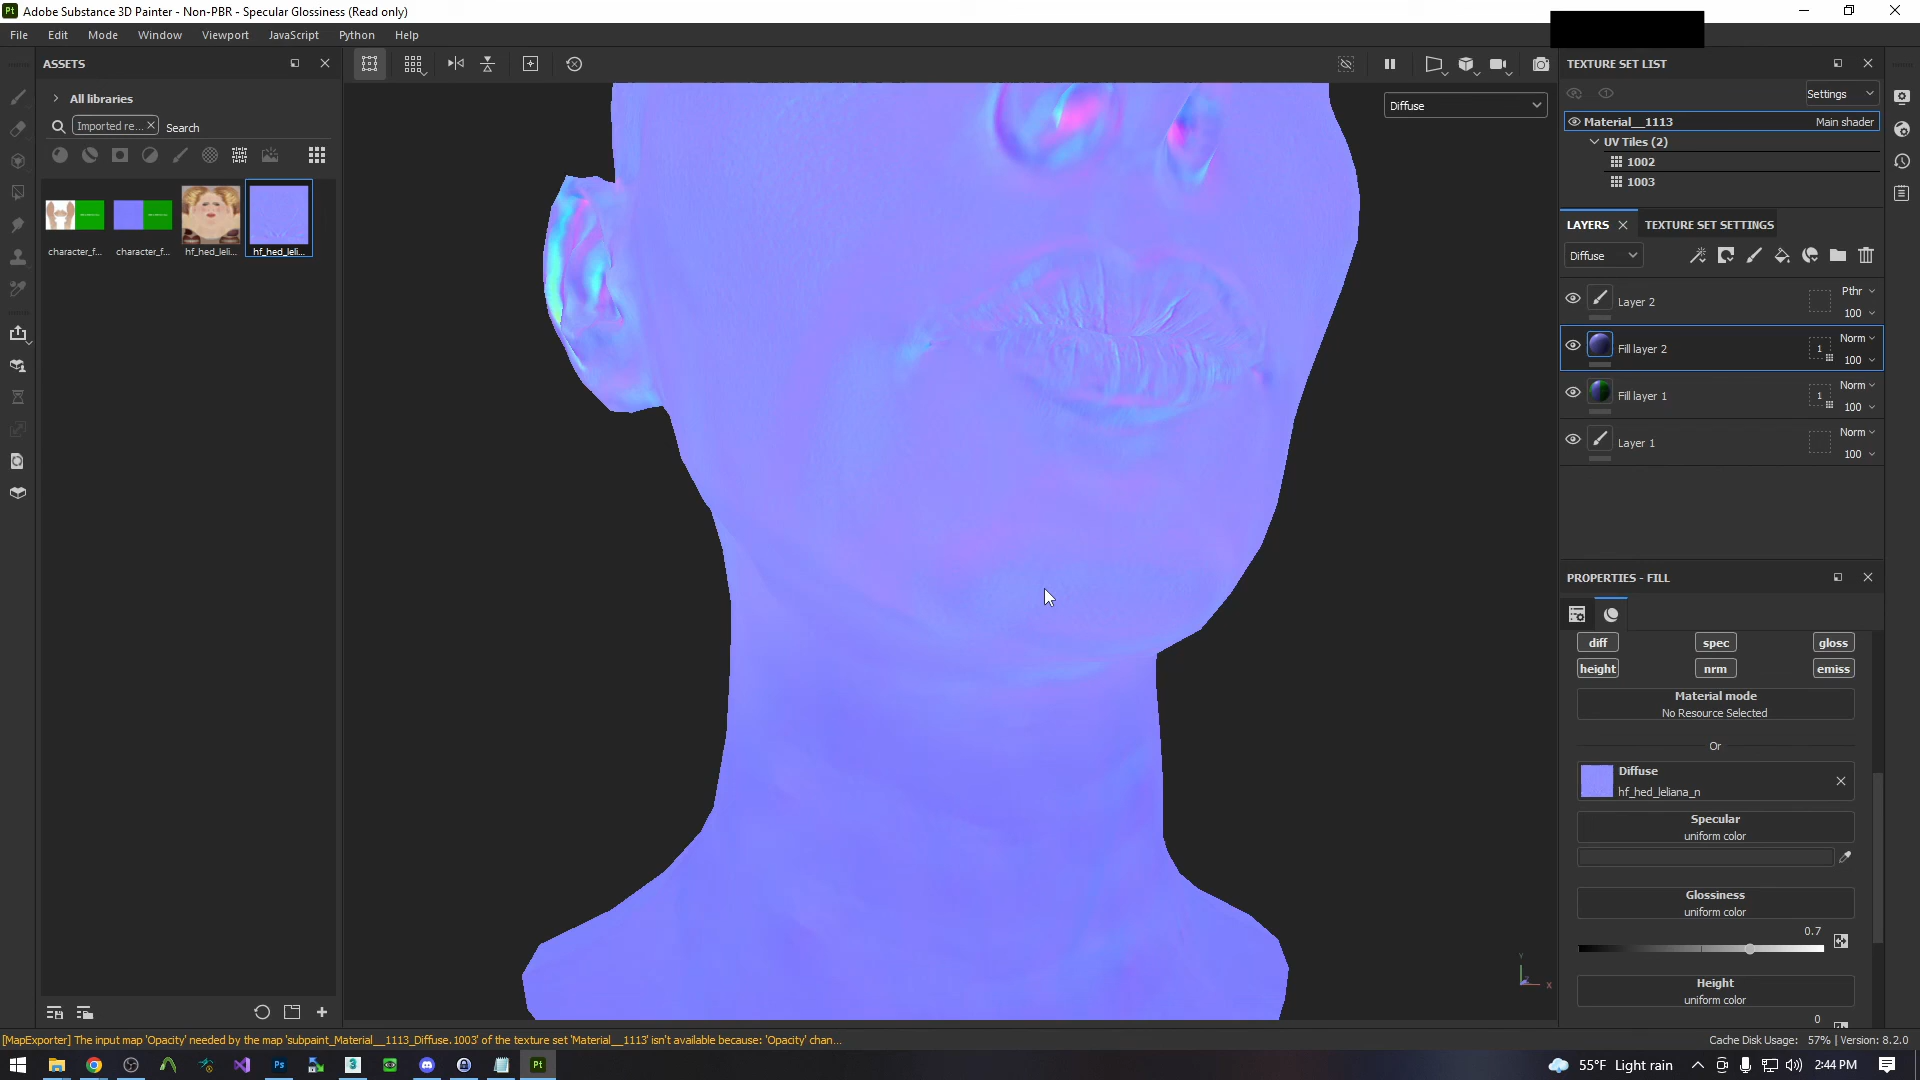 Pt Adobe Substance 3D Painter - Non-PBR - Specular Glossiness (Read only)
File Edit Mode Window Viewport JavaScript Python Help
ASSETS
All libraries
Imported re...
Search
character_f...
character_f...
hf_hed_leli...
hf_hed_leli...
Diffuse
Y
X
TEXTURE SET LIST
Settings
Material__1113
Main shader
UV Tiles (2)
1002
1003
LAYERS
TEXTURE SET SETTINGS
Diffuse
Layer 2
Pthr
100
Fill layer 2
1
Norm
100
Fill layer 1
1
Norm
100
Layer 1
Norm
100
PROPERTIES - FILL
diff spec gloss
height nrm emiss
Material mode
No Resource Selected
Or
Diffuse
hf_hed_leliana_n
Specular
uniform color
Glossiness
uniform color
0.7
Height
uniform color
0
[MapExporter] The input map 'Opacity' needed by the map 'subpaint_Material__1113_Diffuse.1003' of the texture set 'Material__1113' isn't available because: 'Opacity' chan...
Cache Disk Usage: 57% | Version: 8.2.0
Ps
3
Pt
55°F Light rain
2:44 PM